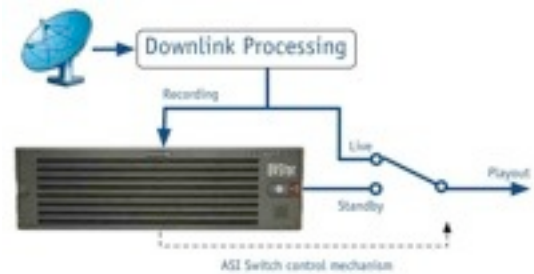 Downlink Processing
Recording
Live
Playout
Standby
ASI Switch control mechanism